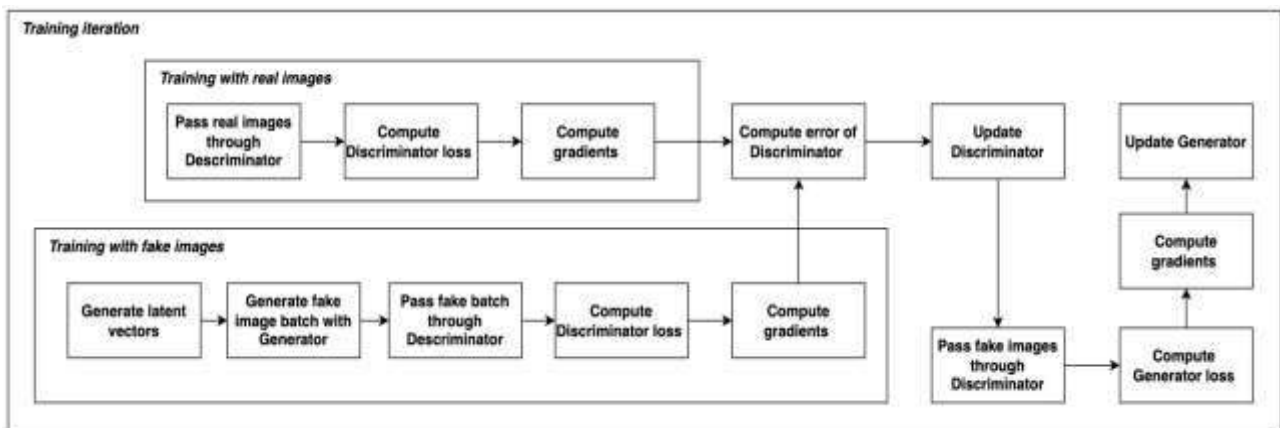 Training iteration
Training with real images
Pass real images
through
Descriminator
Compute
Discriminator loss
Compute
gradients
Compute error of
Discriminator
Update
Discriminator
Update Generator
Training with fake images
Generate latent
vectors
Generate fake
image batch with
Generator
Pass fake batch
through
Descriminator
Compute
Discriminator loss
Compute
gradients
Pass fake images
through
Discriminator
Compute
Generator loss
Compute
gradients